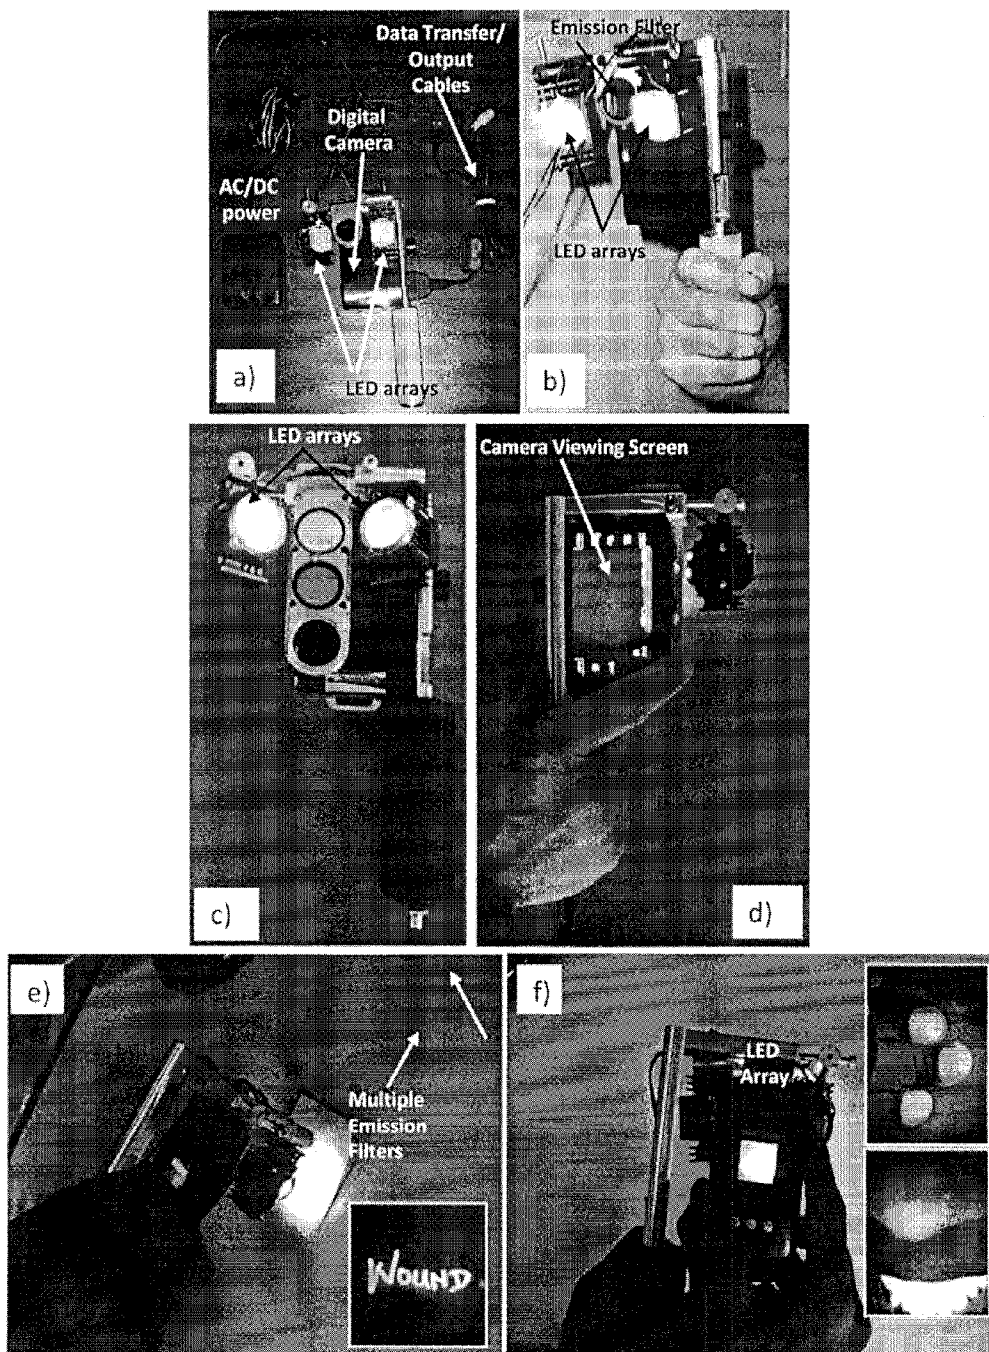 Data Transfer/
Output
Cables
Digital
Camera
AC/DC
power
LED arrays
a)
Emission Filter
LED arrays
b)
LED arrays
c)
Camera Viewing Screen
d)
e)
Multiple
Emission
Filters
WOUND
f)
LED
Array